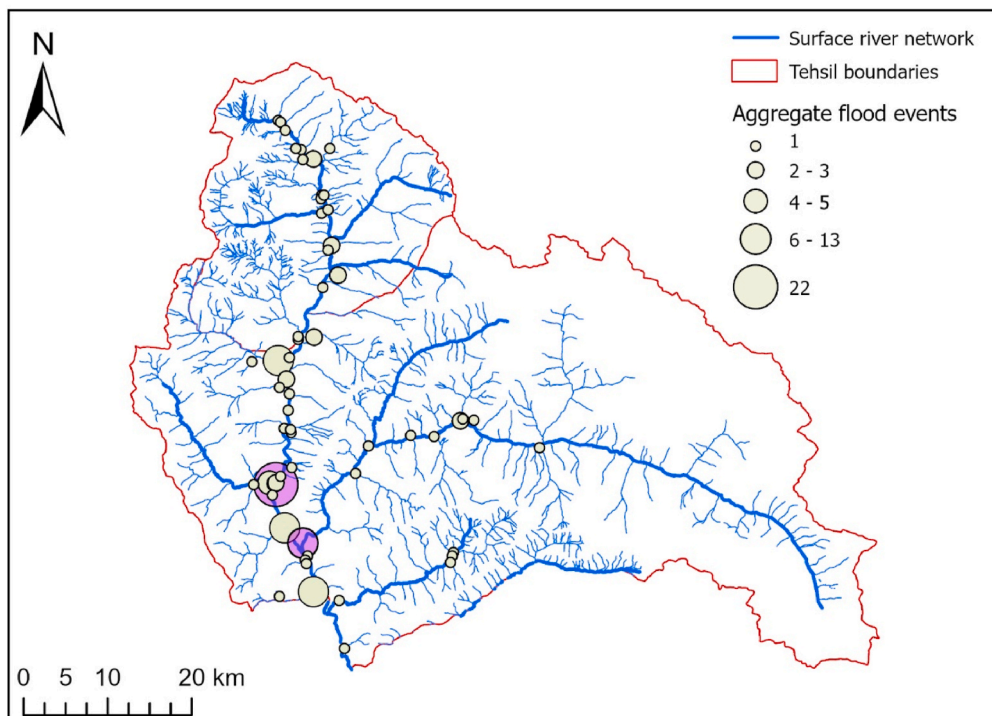 N
Surface river network
Tehsil boundaries
Aggregate flood events
1
2 - 3
4 - 5
6 - 13
22
0 5 10 20 km